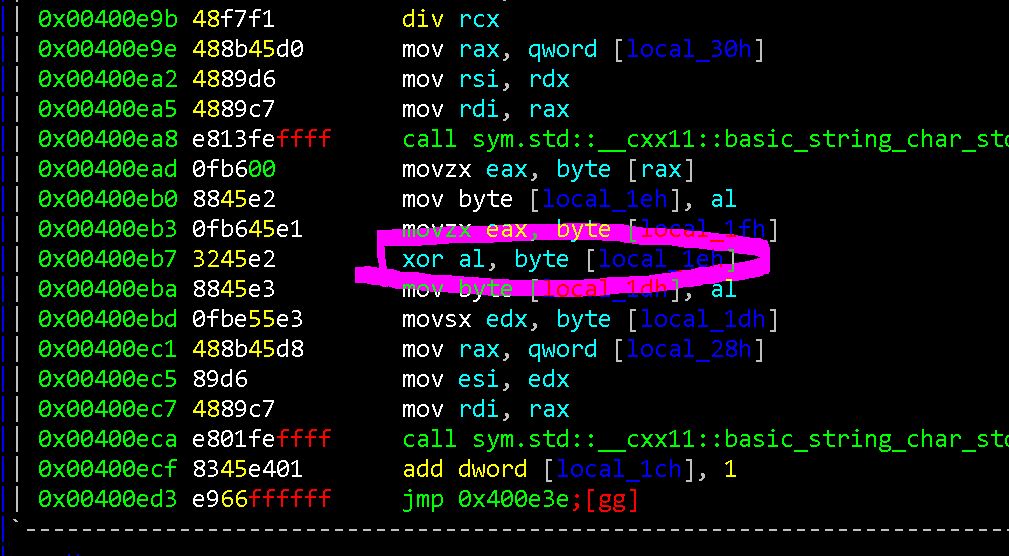 0x00400e9b 48f7f1 div rcx
0x00400e9e 488b45d0 mov rax, qword [local_30h]
0x00400ea2 4889d6 mov rsi, rdx
0x00400ea5 4889c7 mov rdi, rax
0x00400ea8 e813feffff call sym.std::__cxx11::basic_string_char_std
0x00400ead 0fb600 movzx eax, byte [rax]
0x00400eb0 8845e2 mov byte [local_1eh], al
0x00400eb3 0fb645e1 movzx eax, byte [local_1fh]
0x00400eb7 3245e2 xor al, byte [local_1eh]
0x00400eba 8845e3 mov byte [local_1dh], al
0x00400ebd 0fbe55e3 movsx edx, byte [local_1dh]
0x00400ec1 488b45d8 mov rax, qword [local_28h]
0x00400ec5 89d6 mov esi, edx
0x00400ec7 4889c7 mov rdi, rax
0x00400eca e801feffff call sym.std::__cxx11::basic_string_char_std
0x00400ecf 8345e401 add dword [local_1ch], 1
0x00400ed3 e966ffffff jmp 0x400e3e;[gg]